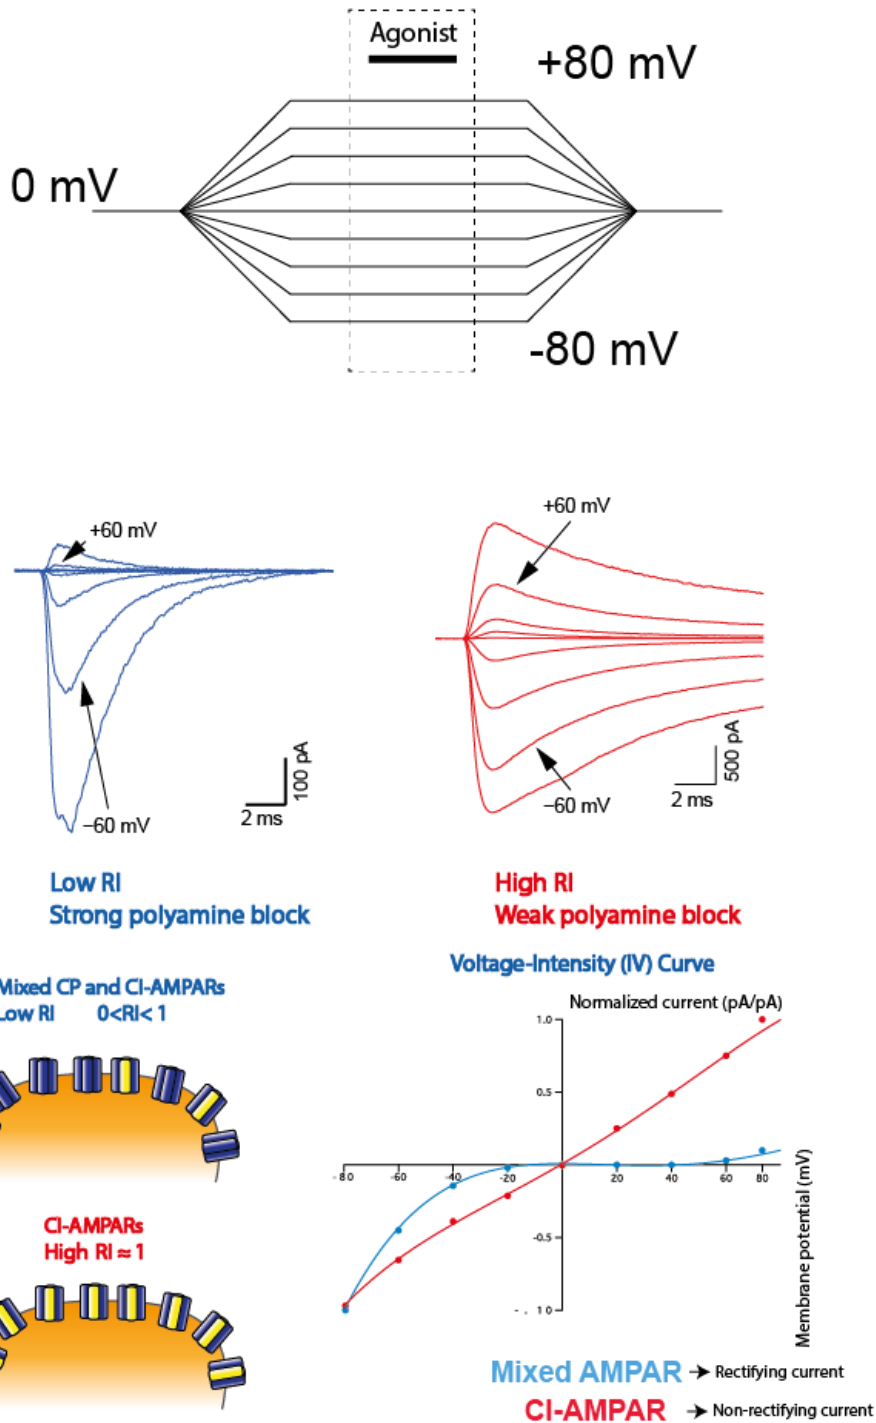 Agonist
+80 mV
0 mV
-80 mV
+60 mV
−60 mV
100 pA
2 ms
+60 mV
−60 mV
500 pA
2 ms
Low RI
Strong polyamine block
High RI
Weak polyamine block
Mixed CP and CI-AMPARs
Low RI 0<RI< 1
CI-AMPARs
High RI ≈ 1
Voltage-Intensity (IV) Curve
Normalized current (pA/pA)
1.0
0.5
-80 -60 -40 -20 20 40 60 80
-0.5
- . 1 0
Membrane potential (mV)
Mixed AMPAR → Rectifying current
CI-AMPAR → Non-rectifying current